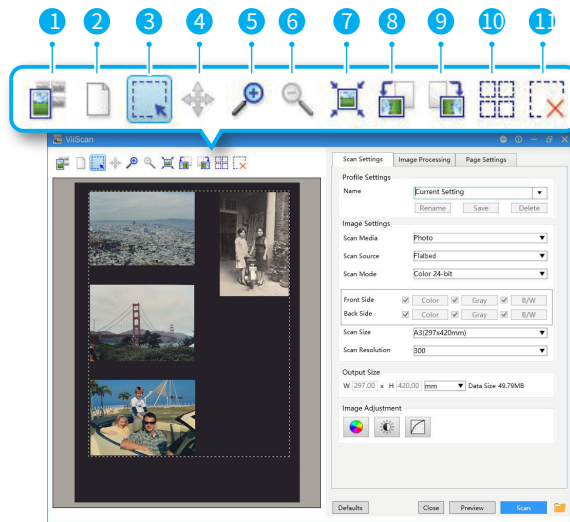 1 2 3 4 5 6 7 8 9 10 11
ViiScan
Scan Settings Image Processing Page Settings
Profile Settings
Name Current Setting
Rename Save Delete
Image Settings
Scan Media Photo
Scan Source Flatbed
Scan Mode Color 24-bit
Front Side Color Gray B/W
Back Side Color Gray B/W
Scan Size A3(297x420mm)
Scan Resolution 300
Output Size
W 297.00 x H 420.00 mm Data Size 49.79MB
Image Adjustment
Defaults Close Preview Scan